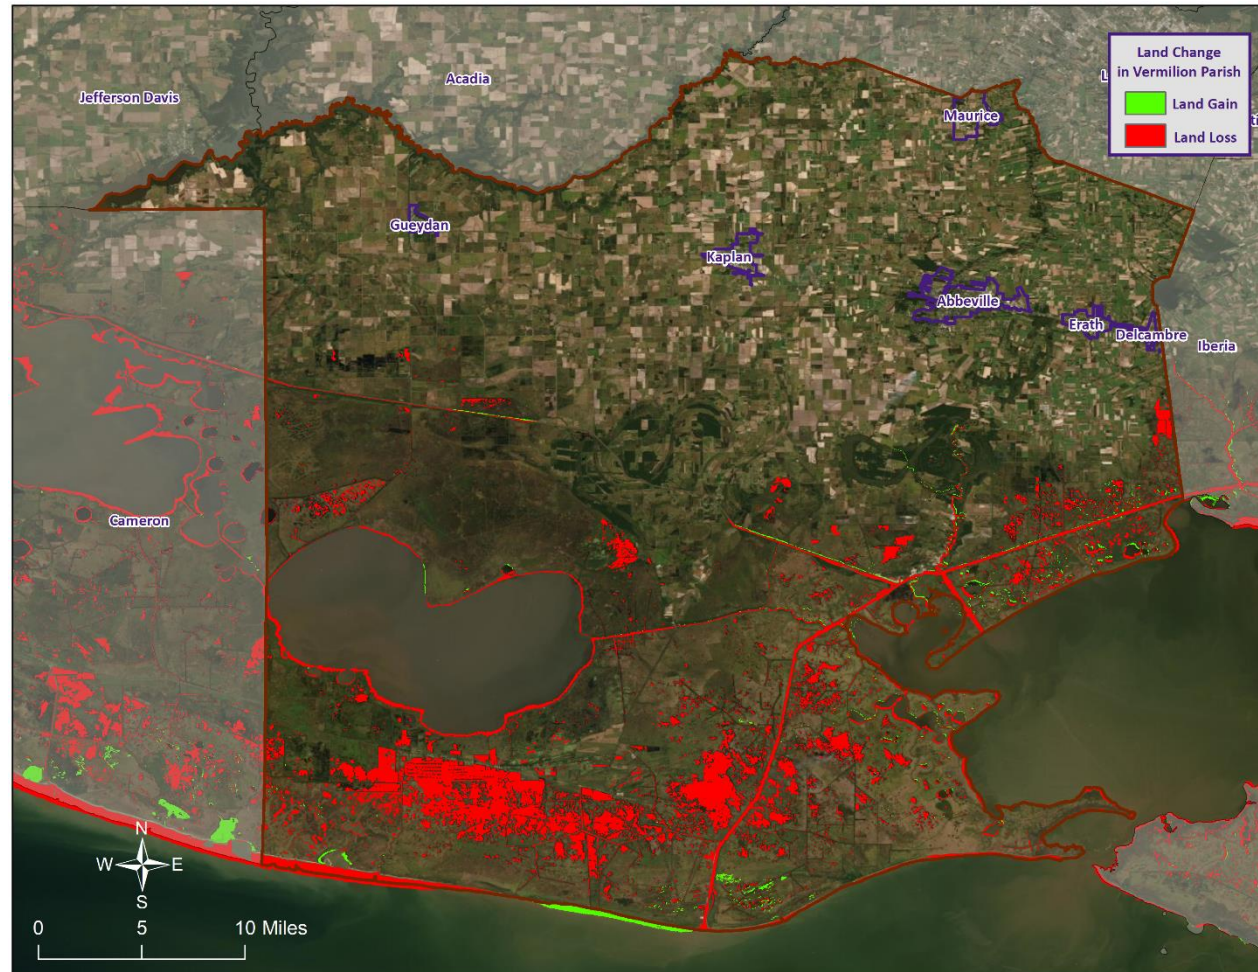 Land Change
in Vermilion Parish
Land Gain
Land Loss
Acadia
Jefferson Davis
Maurice
Gueydan
Kaplan
Abbeville
Erath
Delcambre
Iberia
Cameron
N
W
E
S
0
5
10 Miles